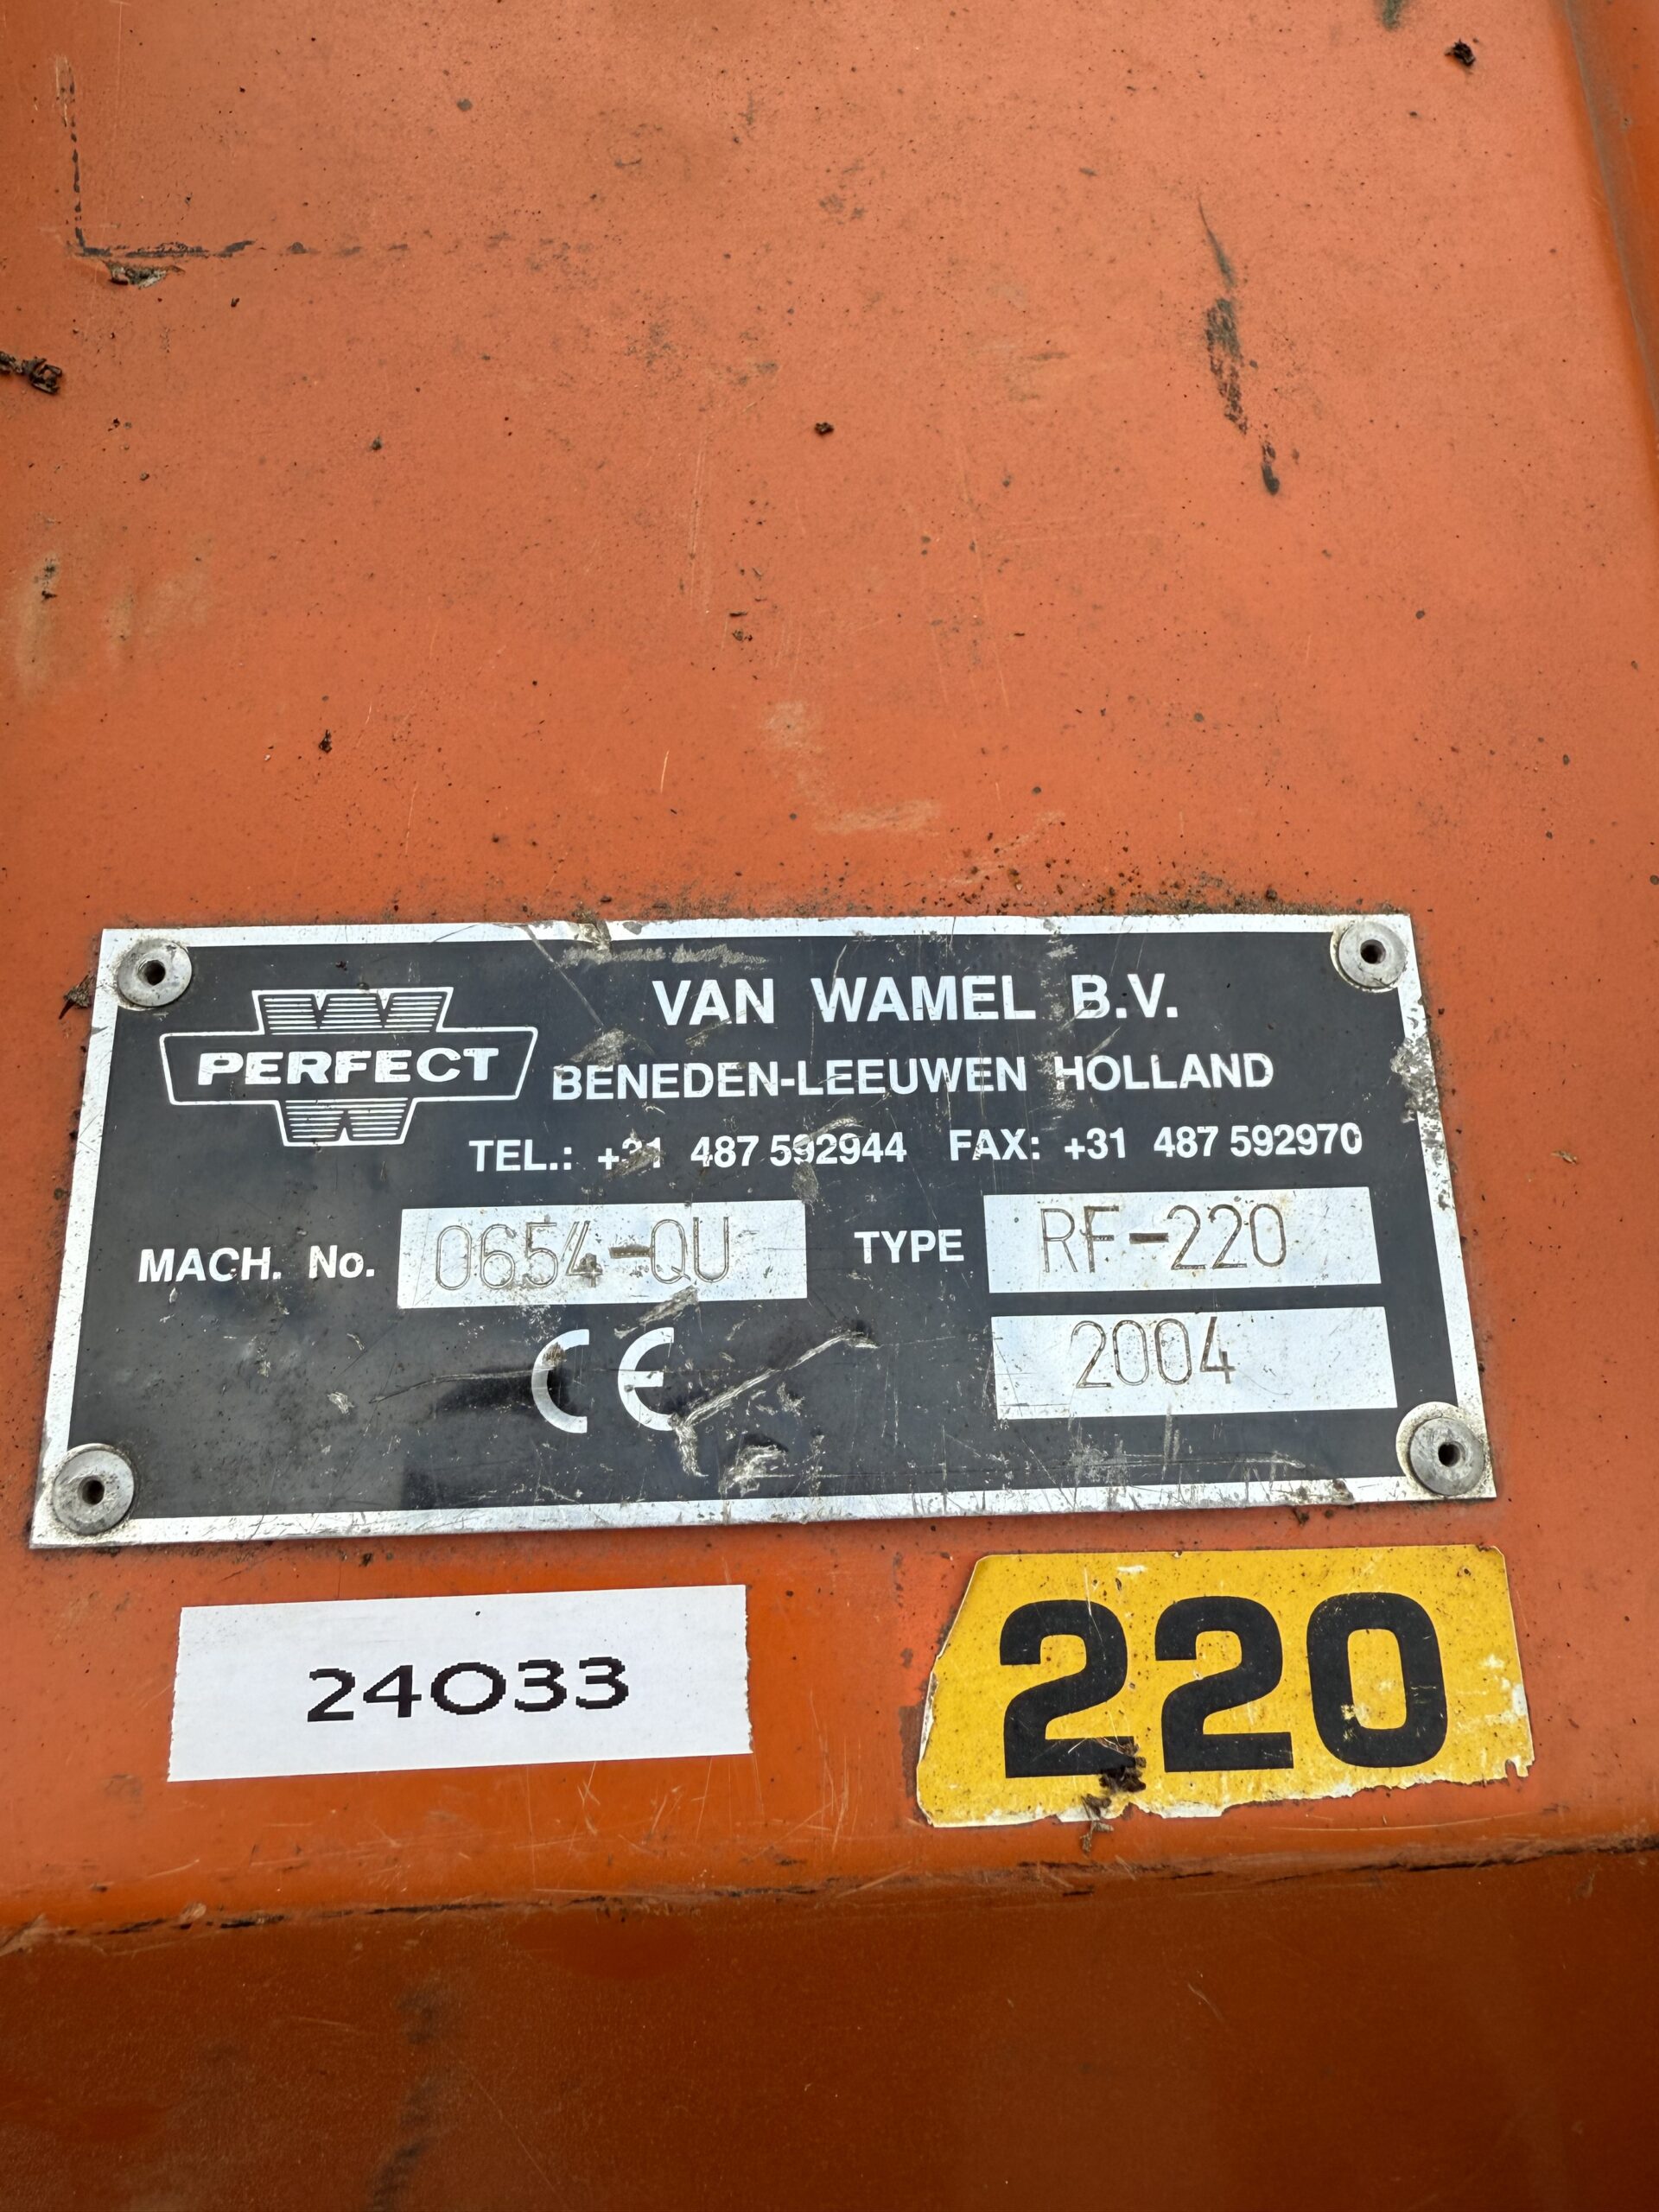 VAN WAMEL B.V.
PERFECT
BENEDEN-LEEUWEN HOLLAND
TEL.: +31 487 592944 FAX: +31 487 592970
MACH. No. 0654-QU TYPE RF-220
CE 2004
24033
220